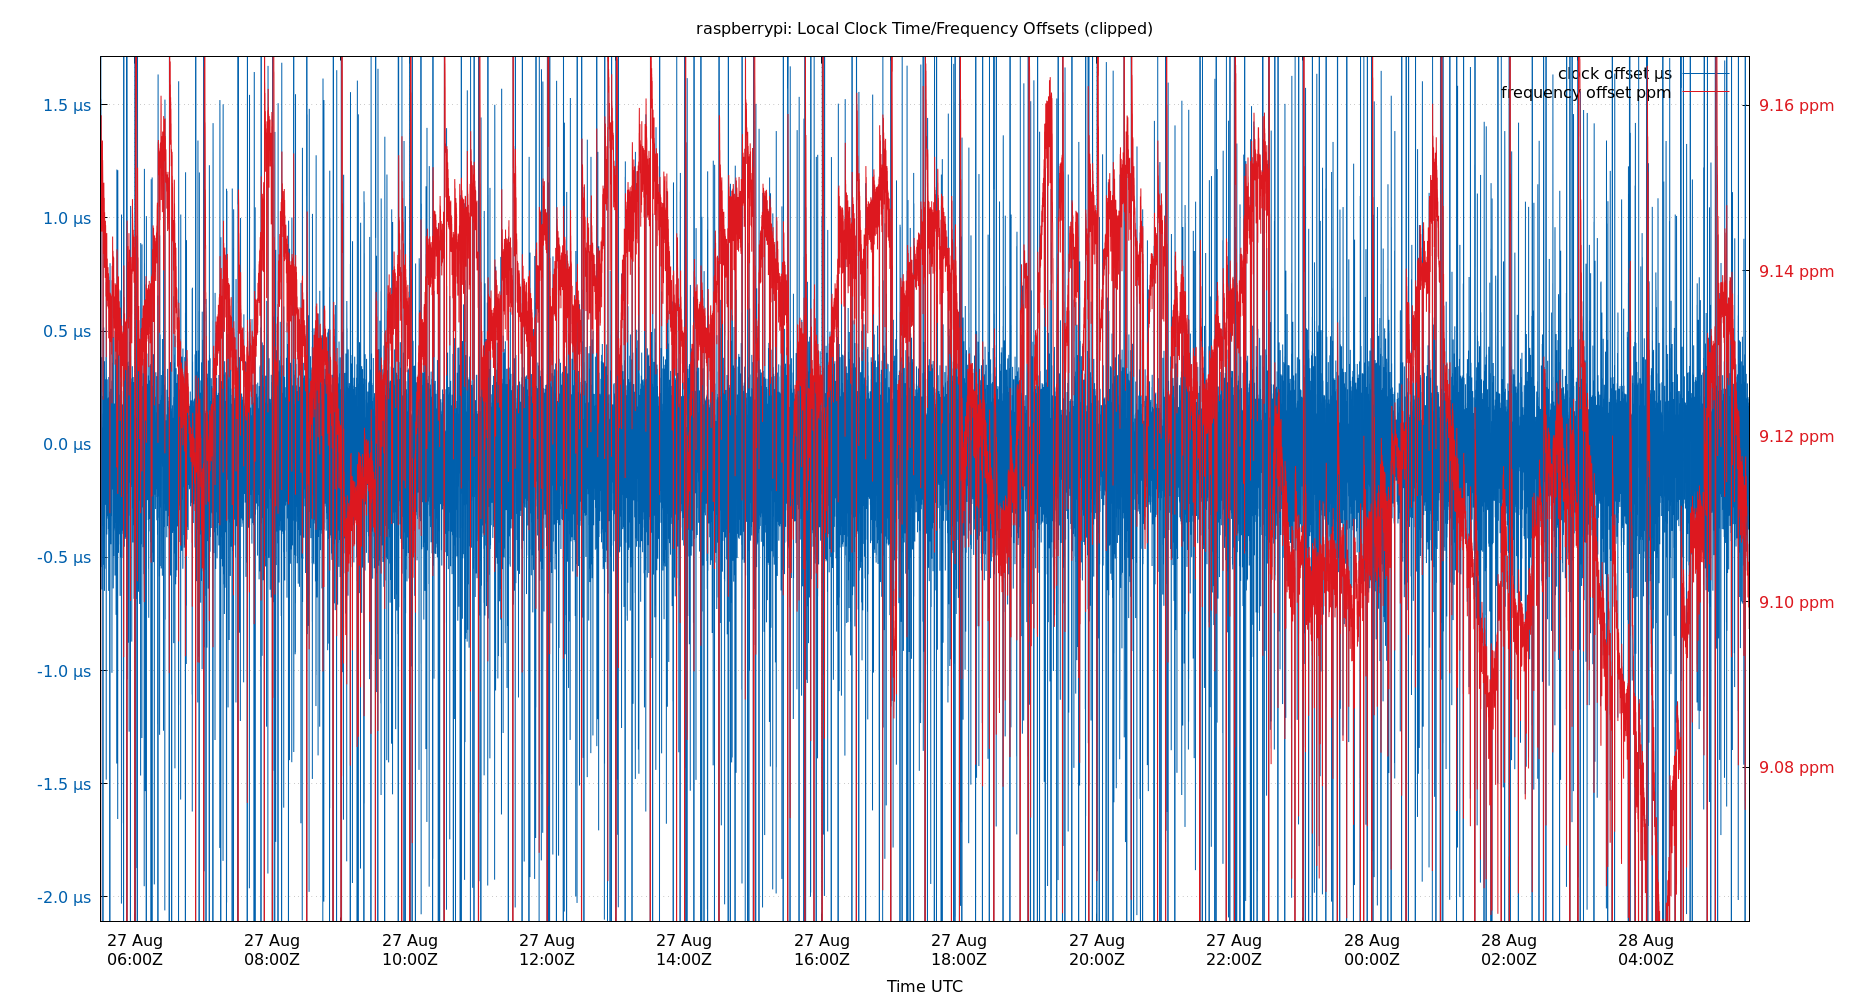 raspberrypi: Local Clock Time/Frequency Offsets (clipped)
clock offset µs
frequency offset ppm
1.5 µs
1.0 µs
0.5 µs
0.0 µs
-0.5 µs
-1.0 µs
-1.5 µs
-2.0 µs
9.16 ppm
9.14 ppm
9.12 ppm
9.10 ppm
9.08 ppm
27 Aug 27 Aug 27 Aug 27 Aug 27 Aug 27 Aug 27 Aug 27 Aug 27 Aug 28 Aug 28 Aug 28 Aug
06:00Z 08:00Z 10:00Z 12:00Z 14:00Z 16:00Z 18:00Z 20:00Z 22:00Z 00:00Z 02:00Z 04:00Z
Time UTC